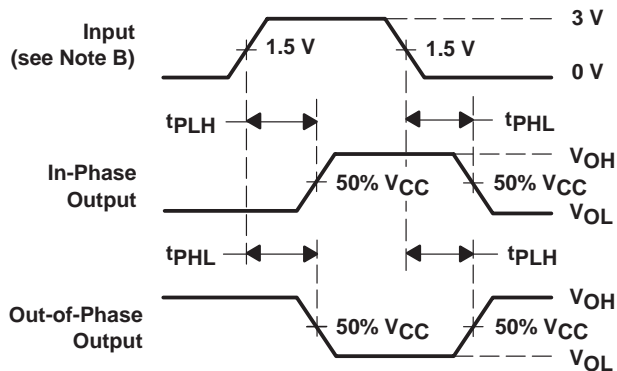 Input
(see Note B)
1.5 V
1.5 V
3 V
0 V
tPLH
tPHL
In-Phase
Output
50% VCC
50% VCC
VOH
VOL
tPHL
tPLH
Out-of-Phase
Output
50% VCC
50% VCC
VOH
VOL